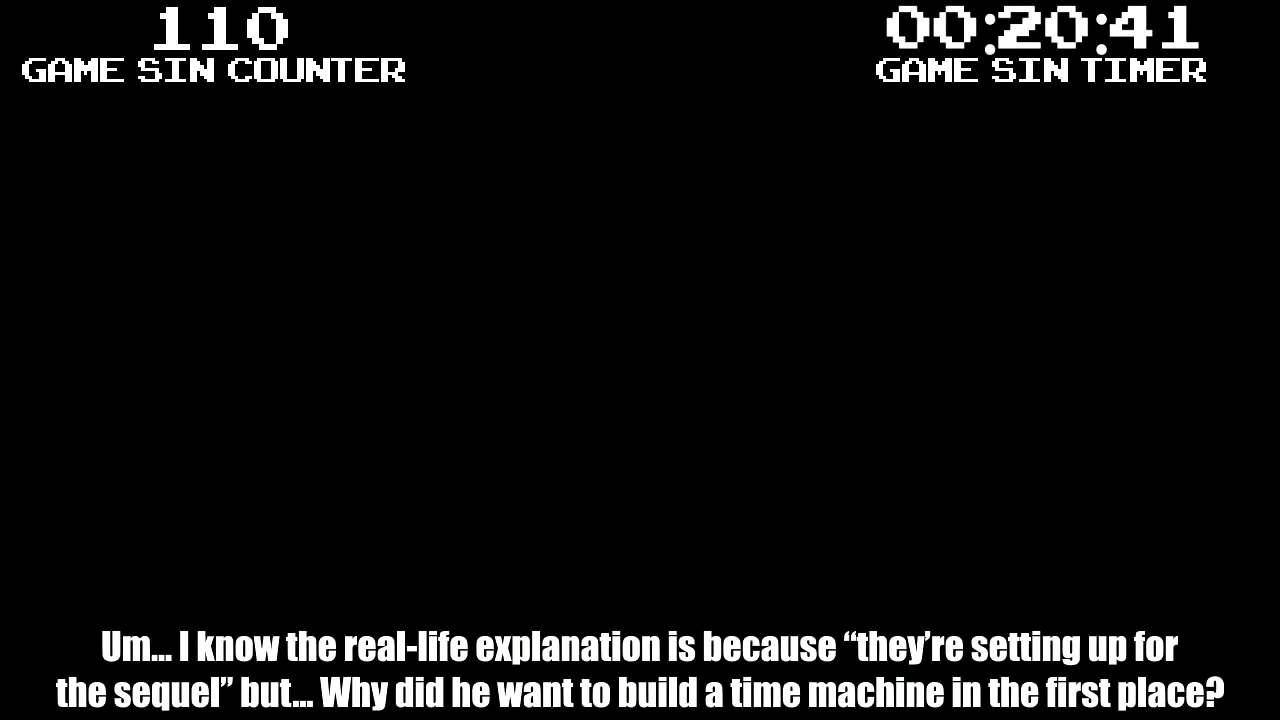 110
GAME SIN COUNTER
00:20:41
GAME SIN TIMER
Um... I know the real-life explanation is because “they’re setting up for
the sequel” but... Why did he want to build a time machine in the first place?